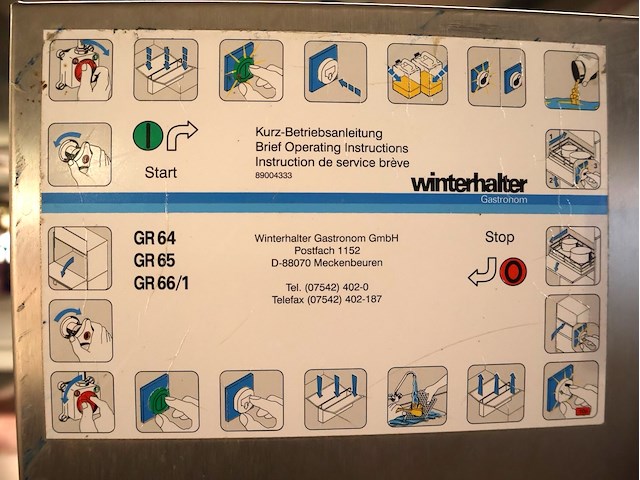 Start
Kurz-Betriebsanleitung
Brief Operating Instructions
Instruction de service brève
89004333
winterhalter
Gastronom
GR 64
GR 65
GR 66/1
Winterhalter Gastronom GmbH
Postfach 1152
D-88070 Meckenbeuren
Tel. (07542) 402-0
Telefax (07542) 402-187
Stop